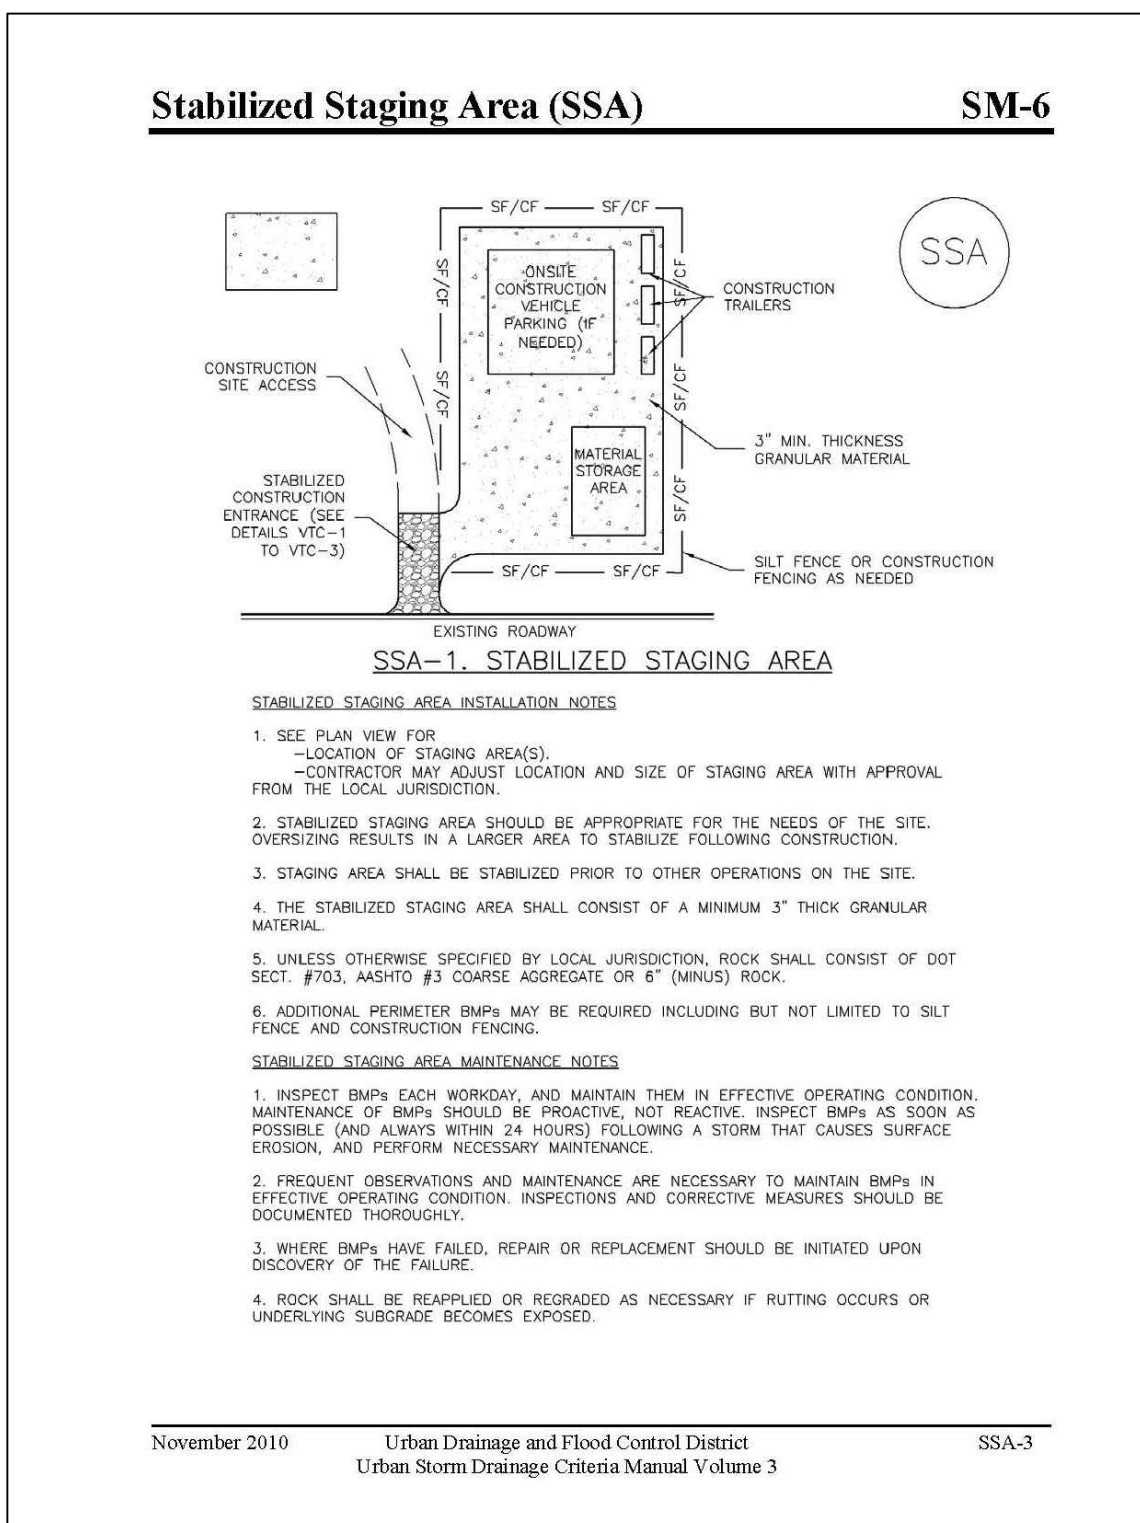 Stabilized Staging Area (SSA) SM-6
SF/CF SF/CF
SSA
ONSITE
CONSTRUCTION
VEHICLE
PARKING (IF
NEEDED)
SF/CF
SF/CF
CONSTRUCTION
TRAILERS
CONSTRUCTION
SITE ACCESS
SF/CF
SF/CF
3" MIN. THICKNESS
GRANULAR MATERIAL
MATERIAL
STORAGE
AREA
STABILIZED
CONSTRUCTION
ENTRANCE (SEE
DETAILS VTC-1
TO VTC-3)
SF/CF
SILT FENCE OR CONSTRUCTION
FENCING AS NEEDED
SF/CF SF/CF
EXISTING ROADWAY
SSA-1. STABILIZED STAGING AREA
STABILIZED STAGING AREA INSTALLATION NOTES
1. SEE PLAN VIEW FOR
-LOCATION OF STAGING AREA(S).
-CONTRACTOR MAY ADJUST LOCATION AND SIZE OF STAGING AREA WITH APPROVAL
FROM THE LOCAL JURISDICTION.
2. STABILIZED STAGING AREA SHOULD BE APPROPRIATE FOR THE NEEDS OF THE SITE.
OVERSIZING RESULTS IN A LARGER AREA TO STABILIZE FOLLOWING CONSTRUCTION.
3. STAGING AREA SHALL BE STABILIZED PRIOR TO OTHER OPERATIONS ON THE SITE.
4. THE STABILIZED STAGING AREA SHALL CONSIST OF A MINIMUM 3" THICK GRANULAR
MATERIAL.
5. UNLESS OTHERWISE SPECIFIED BY LOCAL JURISDICTION, ROCK SHALL CONSIST OF DOT
SECT. #703, AASHTO #3 COARSE AGGREGATE OR 6" (MINUS) ROCK.
6. ADDITIONAL PERIMETER BMPs MAY BE REQUIRED INCLUDING BUT NOT LIMITED TO SILT
FENCE AND CONSTRUCTION FENCING.
STABILIZED STAGING AREA MAINTENANCE NOTES
1. INSPECT BMPs EACH WORKDAY, AND MAINTAIN THEM IN EFFECTIVE OPERATING CONDITION.
MAINTENANCE OF BMPs SHOULD BE PROACTIVE, NOT REACTIVE. INSPECT BMPs AS SOON AS
POSSIBLE (AND ALWAYS WITHIN 24 HOURS) FOLLOWING A STORM THAT CAUSES SURFACE
EROSION, AND PERFORM NECESSARY MAINTENANCE.
2. FREQUENT OBSERVATIONS AND MAINTENANCE ARE NECESSARY TO MAINTAIN BMPs IN
EFFECTIVE OPERATING CONDITION. INSPECTIONS AND CORRECTIVE MEASURES SHOULD BE
DOCUMENTED THOROUGHLY.
3. WHERE BMPs HAVE FAILED, REPAIR OR REPLACEMENT SHOULD BE INITIATED UPON
DISCOVERY OF THE FAILURE.
4. ROCK SHALL BE REAPPLIED OR REGRADED AS NECESSARY IF RUTTING OCCURS OR
UNDERLYING SUBGRADE BECOMES EXPOSED.
November 2010 Urban Drainage and Flood Control District SSA-3
Urban Storm Drainage Criteria Manual Volume 3